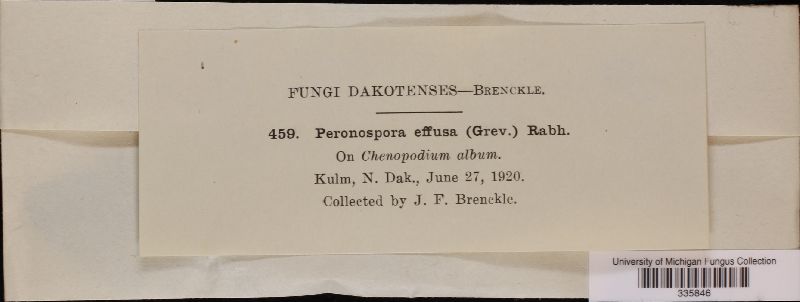 FUNGI DAKOTENSES—BRENCKLE.
459. Peronospora effusa (Grev.) Rabh.
On Chenopodium album.
Kulm, N. Dak., June 27, 1920.
Collected by J. F. Brenckle.
University of Michigan Fungus Collection
335846